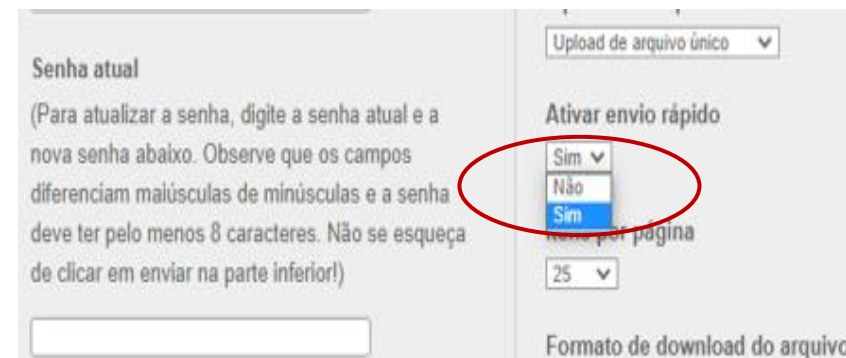 Senha atual
(Para atualizar a senha, digite a senha atual e a
nova senha abaixo. Observe que os campos
diferenciam maiúsculas de minúsculas e a senha
deve ter pelo menos 8 caracteres. Não se esqueça
de clicar em enviar na parte inferior!)
Upload de arquivo único
Ativar envio rápido
Sim
Não
Sim
Itens por página
25
Formato de download do arquivo